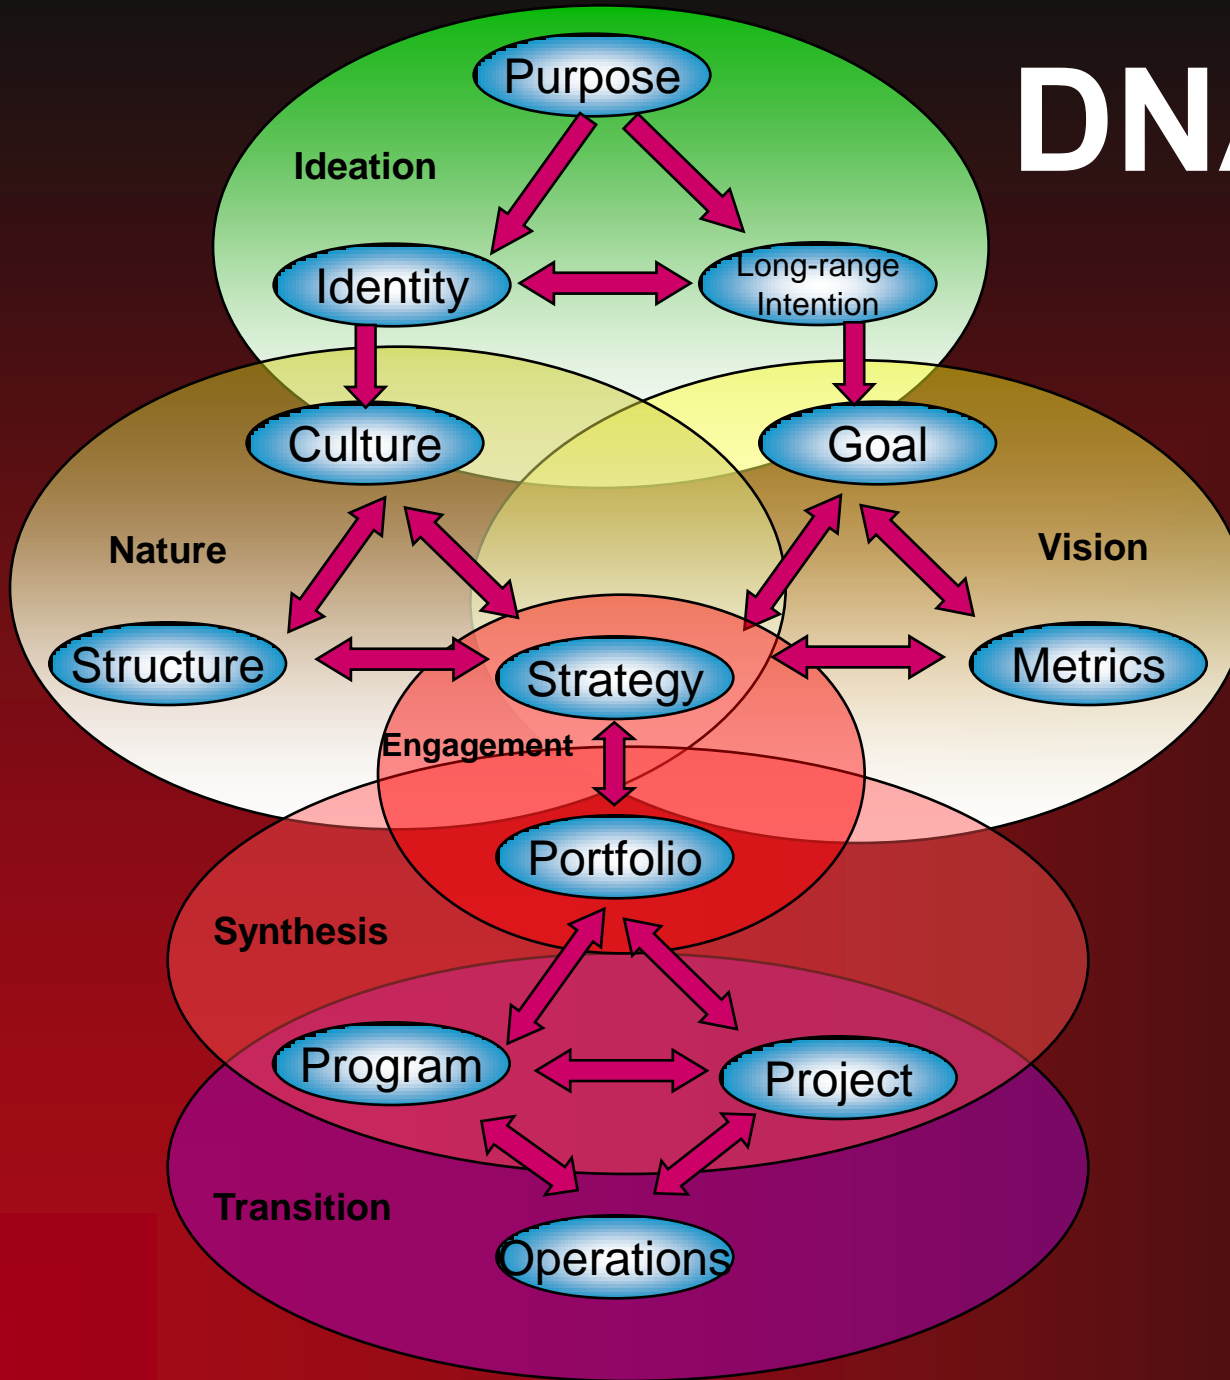 DNA
Purpose
Ideation
Identity
Long-range
Intention
Culture
Goal
Nature
Vision
Structure
Strategy
Metrics
Engagement
Portfolio
Synthesis
Program
Project
Transition
Operations